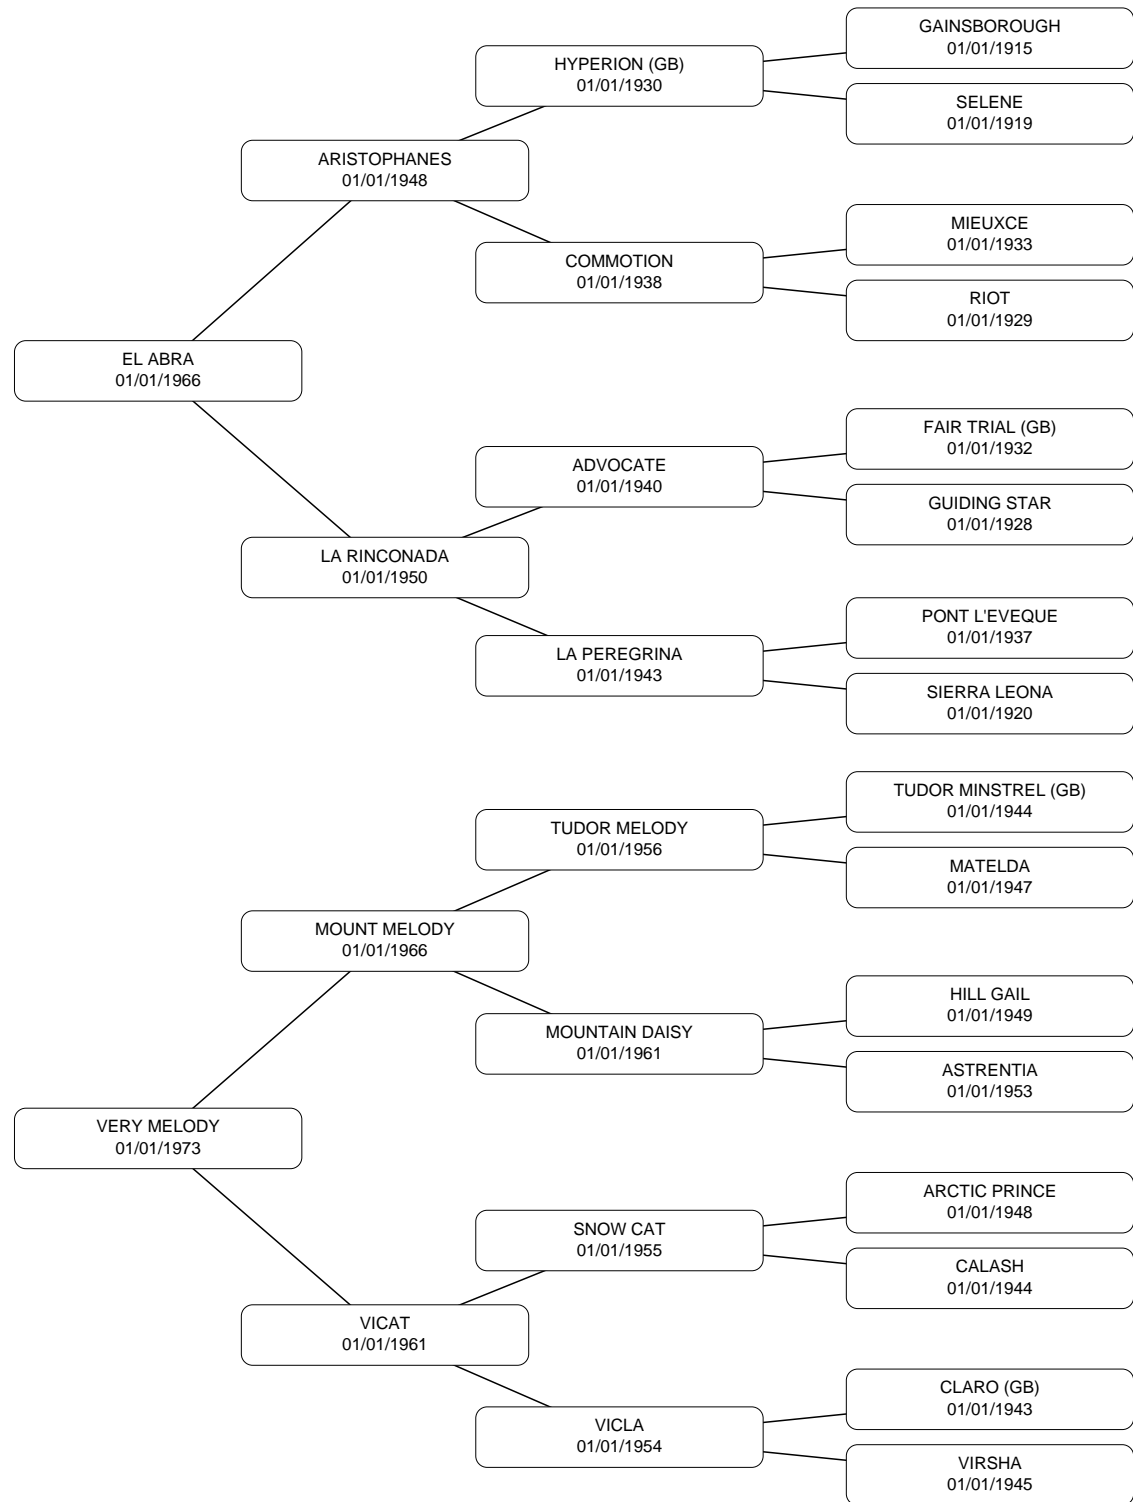 GAINSBOROUGH
01/01/1915
HYPERION (GB)
01/01/1930
SELENE
01/01/1919
ARISTOPHANES
01/01/1948
MIEUXCE
01/01/1933
COMMOTION
01/01/1938
RIOT
01/01/1929
EL ABRA
01/01/1966
FAIR TRIAL (GB)
01/01/1932
ADVOCATE
01/01/1940
GUIDING STAR
01/01/1928
LA RINCONADA
01/01/1950
PONT L'EVEQUE
01/01/1937
LA PEREGRINA
01/01/1943
SIERRA LEONA
01/01/1920
TUDOR MINSTREL (GB)
01/01/1944
TUDOR MELODY
01/01/1956
MATELDA
01/01/1947
MOUNT MELODY
01/01/1966
HILL GAIL
01/01/1949
MOUNTAIN DAISY
01/01/1961
ASTRENTIA
01/01/1953
VERY MELODY
01/01/1973
ARCTIC PRINCE
01/01/1948
SNOW CAT
01/01/1955
CALASH
01/01/1944
VICAT
01/01/1961
CLARO (GB)
01/01/1943
VICLA
01/01/1954
VIRSHA
01/01/1945